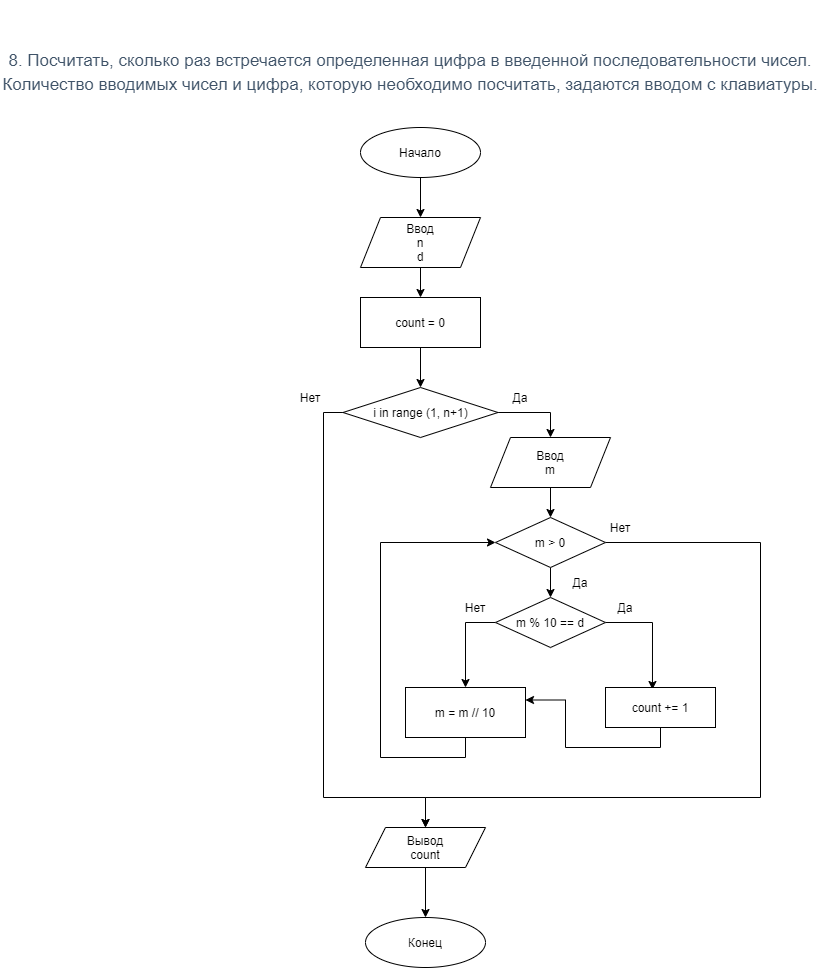 8. Посчитать, сколько раз встречается определенная цифра в введенной последовательности чисел.
Количество вводимых чисел и цифра, которую необходимо посчитать, задаются вводом с клавиатуры.
Начало
Ввод
n
d
count = 0
Нет
i in range (1, n+1)
Да
Ввод
m
m > 0
Нет
Да
Нет
m % 10 == d
Да
m = m // 10
count += 1
Вывод
count
Конец